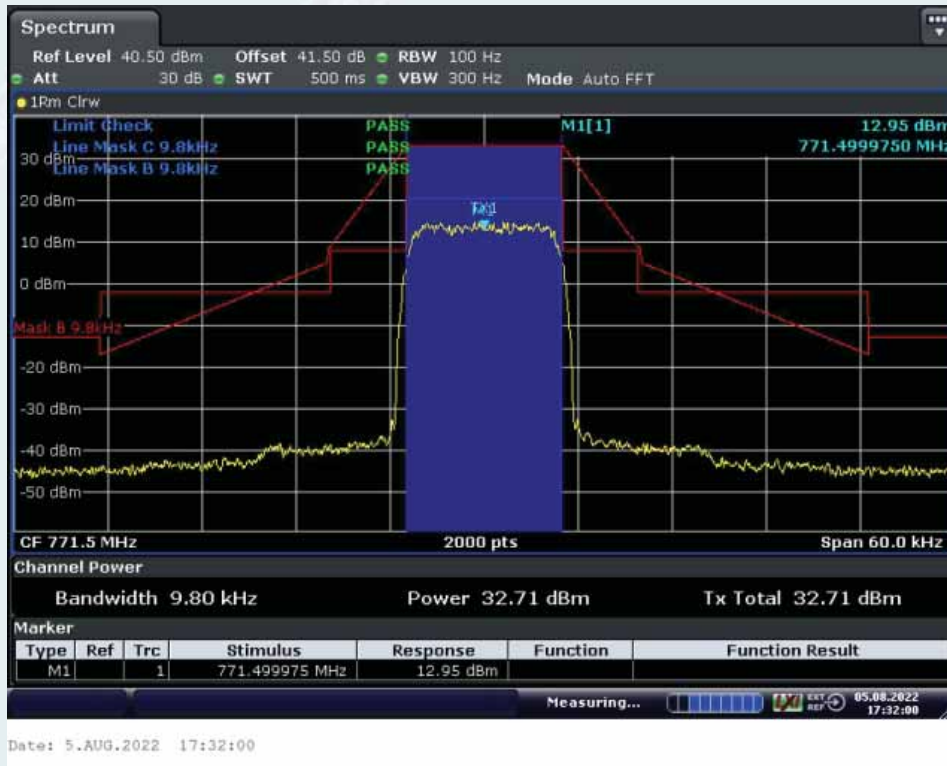 Spectrum
Ref Level 40.50 dBm Offset 41.50 dB RBW 100 Hz
Att 30 dB SWT 500 ms VBW 300 Hz Mode Auto FFT
1Rm Clrw
Limit Check PASS M1[1] 12.95 dBm
Line Mask C 9.8kHz PASS 771.4999750 MHz
30 dBm
Line Mask B 9.8kHz PASS
20 dBm
10 dBm
0 dBm
Mask B 9.8kHz
-20 dBm
-30 dBm
-40 dBm
-50 dBm
CF 771.5 MHz 2000 pts Span 60.0 kHz
Channel Power
Bandwidth 9.80 kHz Power 32.71 dBm Tx Total 32.71 dBm
Marker
Type Ref Trc Stimulus Response Function Function Result
M1 1 771.499975 MHz 12.95 dBm
Measuring... EXT REF 05.08.2022
17:32:00
Date: 5.AUG.2022 17:32:00